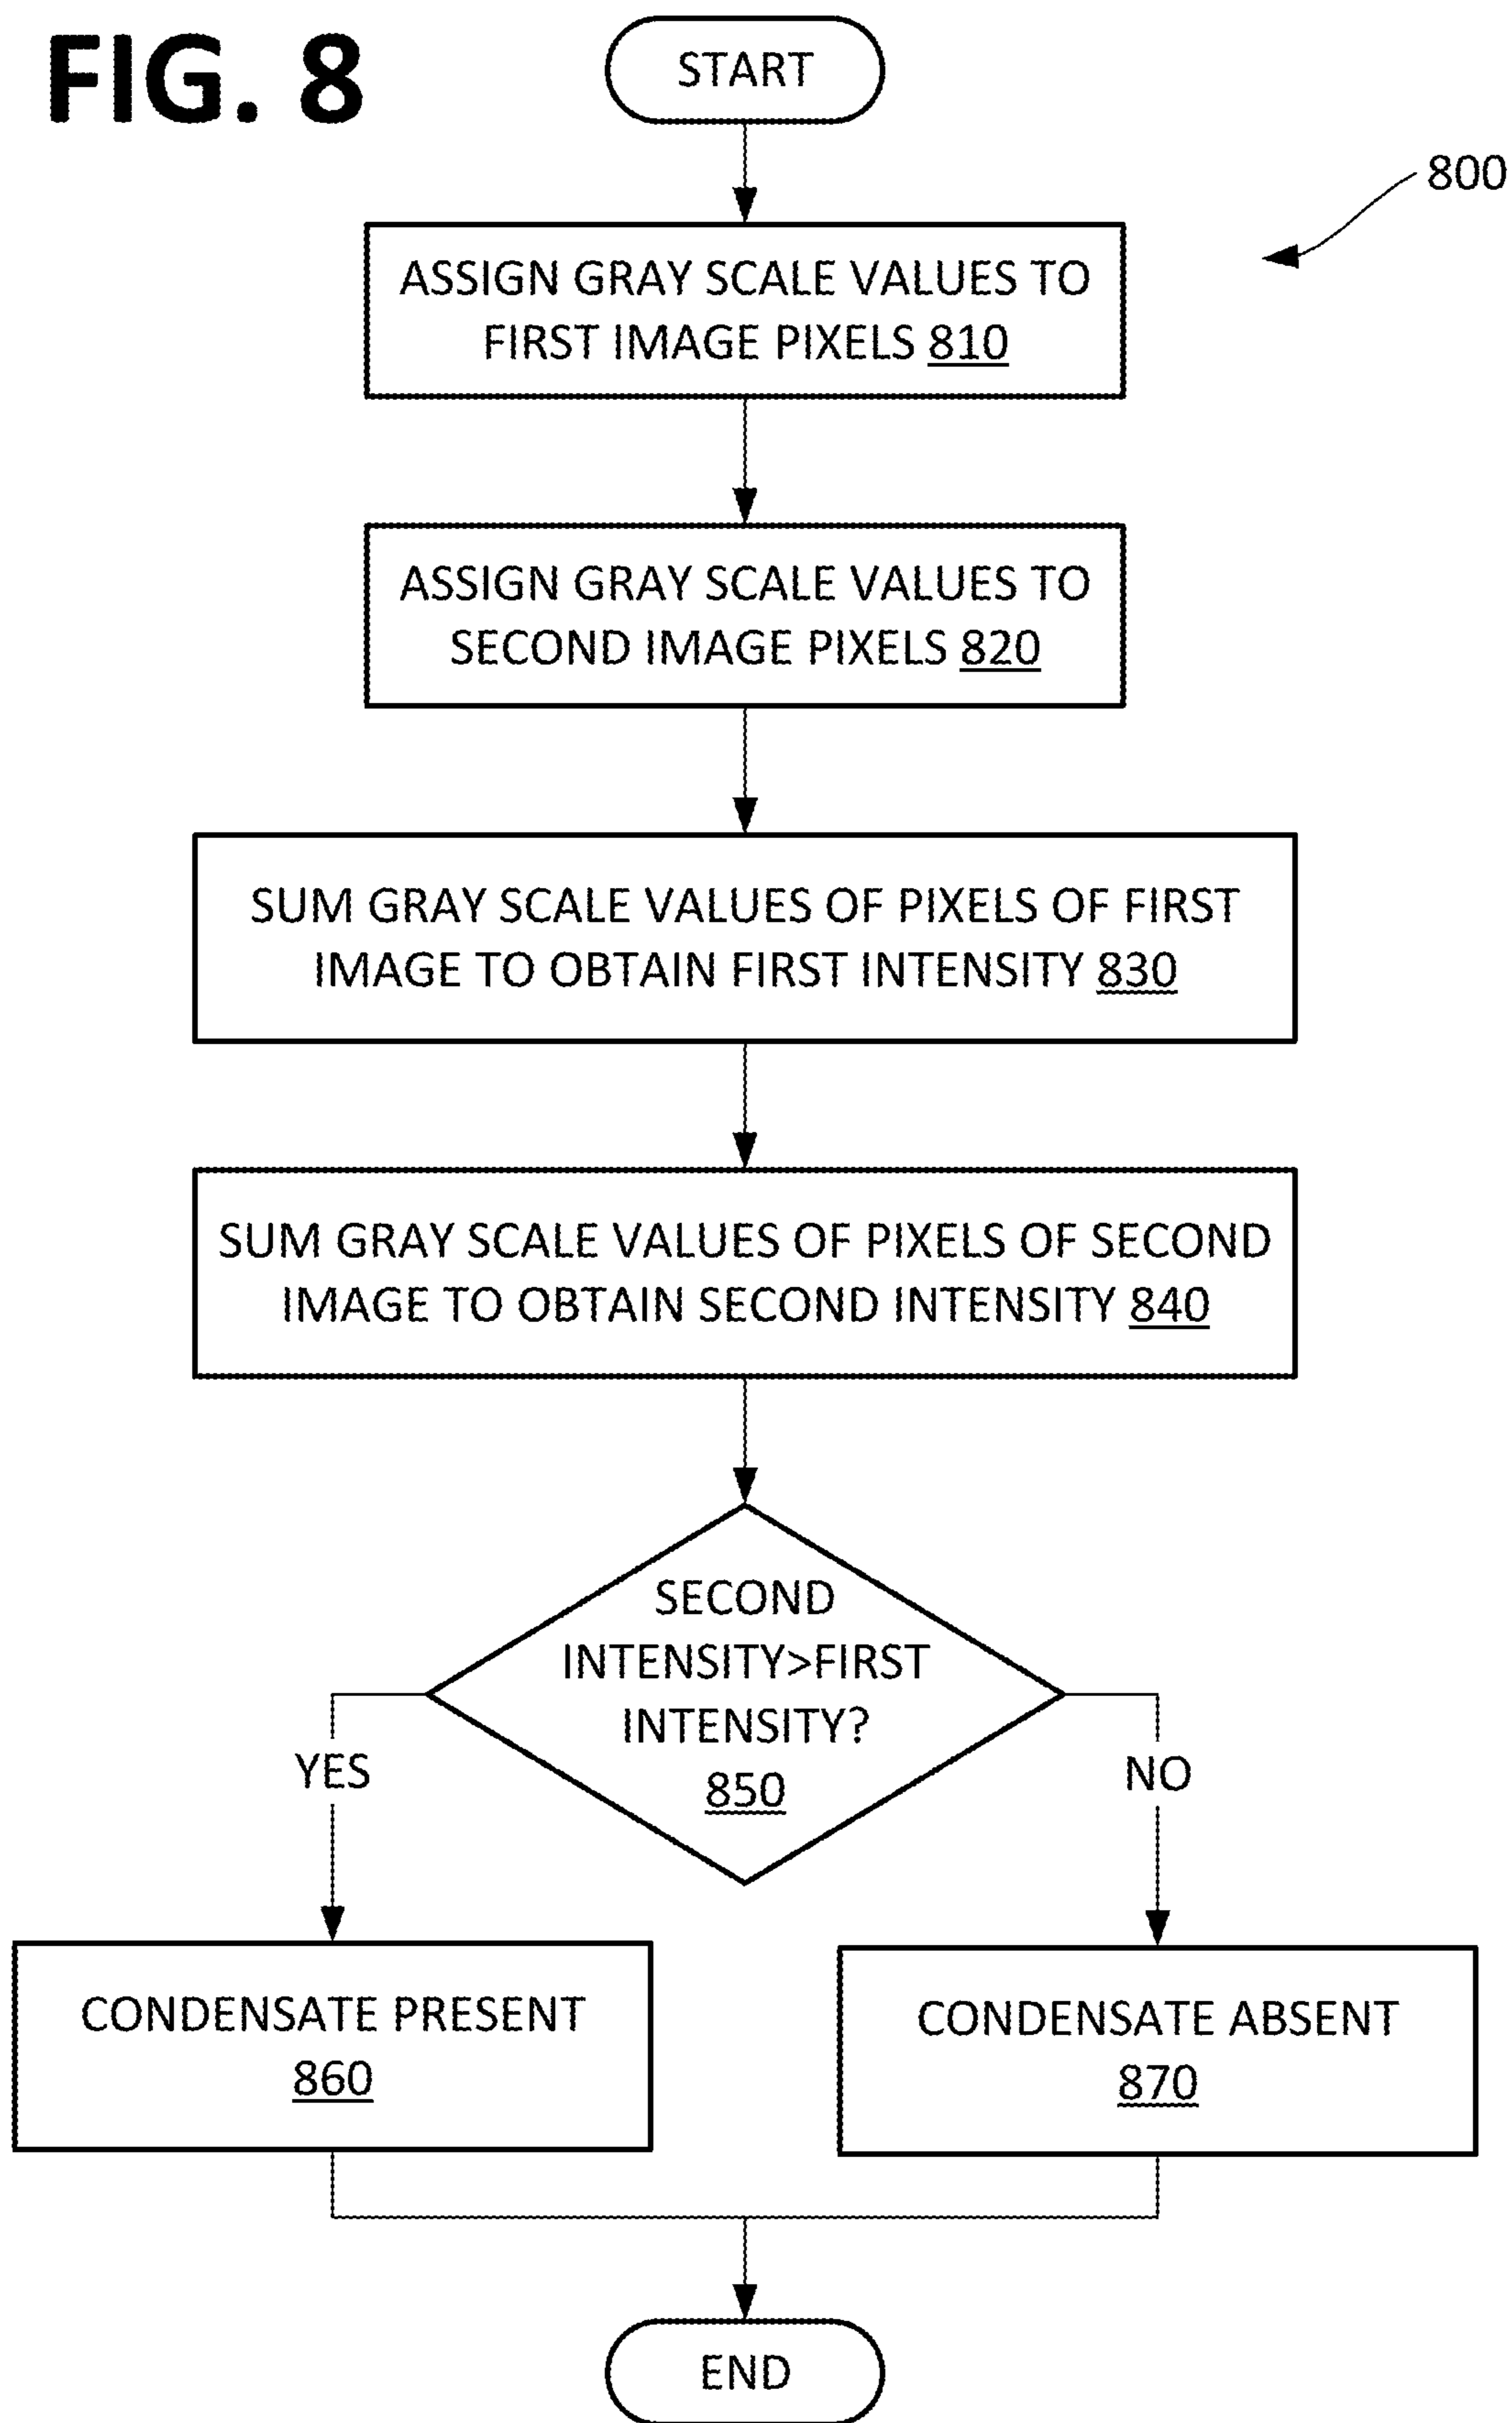 FIG. 8
START
800
ASSIGN GRAY SCALE VALUES TO
FIRST IMAGE PIXELS 810
ASSIGN GRAY SCALE VALUES TO
SECOND IMAGE PIXELS 820
SUM GRAY SCALE VALUES OF PIXELS OF FIRST
IMAGE TO OBTAIN FIRST INTENSITY 830
SUM GRAY SCALE VALUES OF PIXELS OF SECOND
IMAGE TO OBTAIN SECOND INTENSITY 840
SECOND
INTENSITY>FIRST
INTENSITY?
850
YES
NO
CONDENSATE PRESENT
860
CONDENSATE ABSENT
870
END